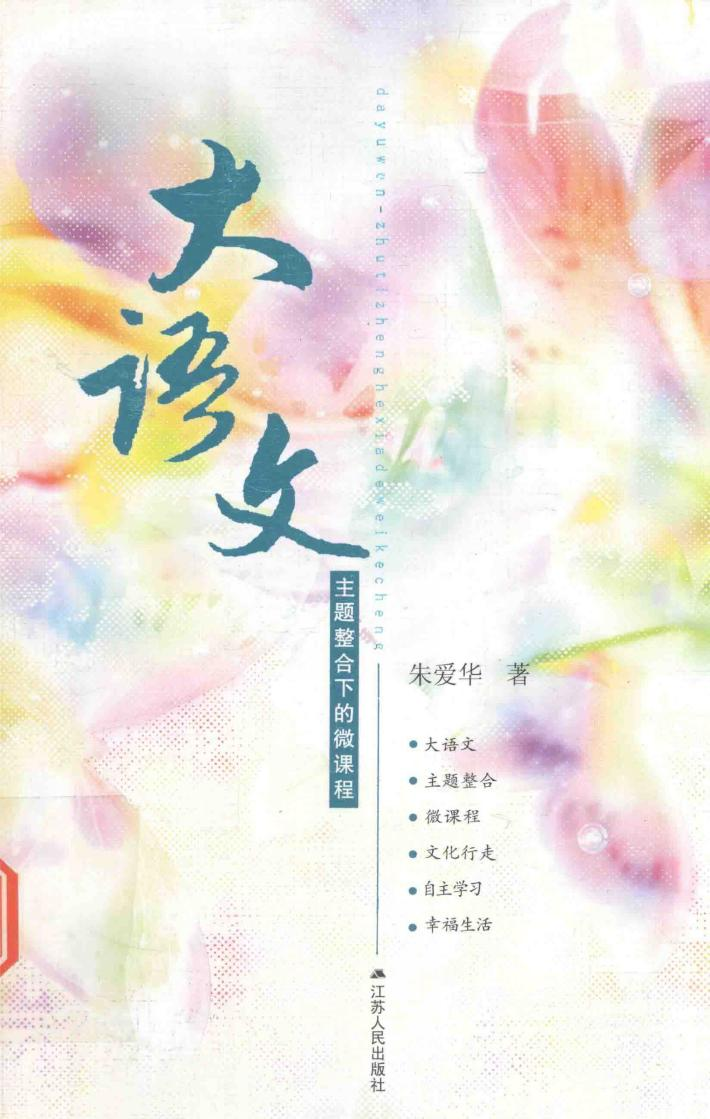 大语文
dayuwen-zhutizhenghexiadeweikecheng
主题整合下的微课程
朱爱华 著
大语文
主题整合
微课程
文化行走
自主学习
幸福生活
江苏人民出版社